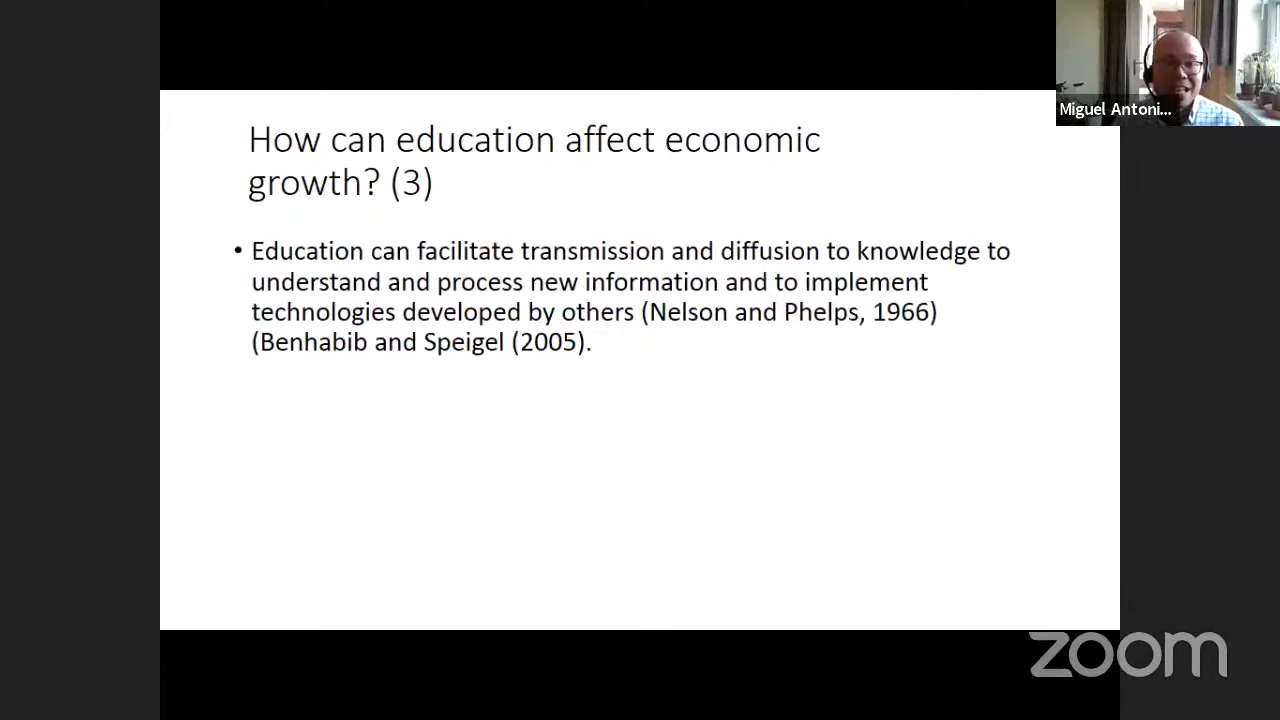 Miguel Antoni...
How can education affect economic
growth? (3)
• Education can facilitate transmission and diffusion to knowledge to
understand and process new information and to implement
technologies developed by others (Nelson and Phelps, 1966)
(Benhabib and Speigel (2005).
zoom